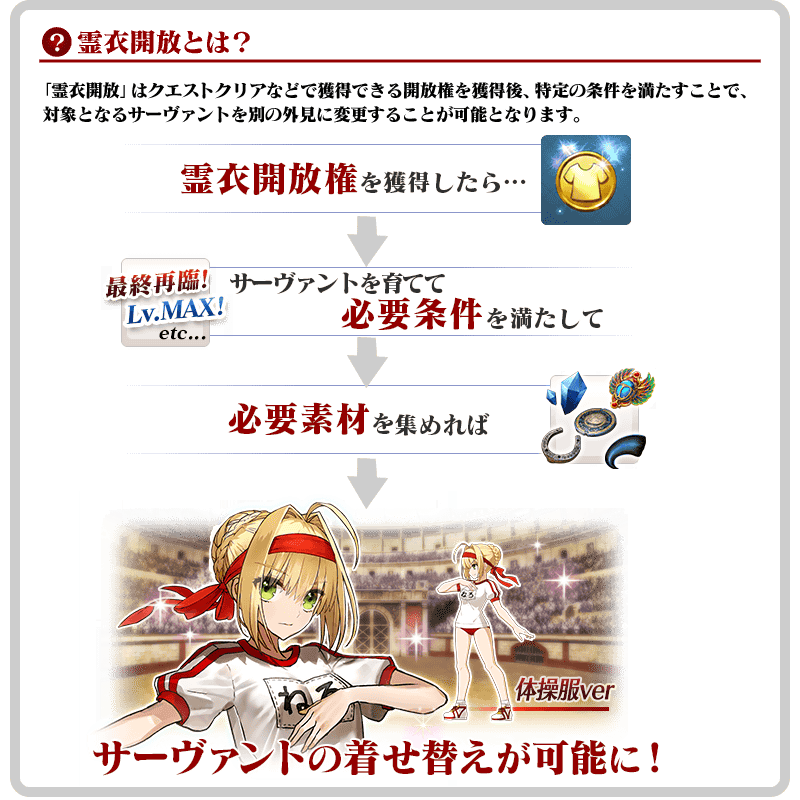 ? 霊衣開放とは？
「霊衣開放」はクエストクリアなどで獲得できる開放権を獲得後、特定の条件を満たすことで、
対象となるサーヴァントを別の外見に変更することが可能となります。
霊衣開放権を獲得したら…
最終再臨!
Lv.MAX!
etc...
サーヴァントを育てて
必要条件を満たして
必要素材を集めれば
ねろ
ねろ
体操服ver
サーヴァントの着せ替えが可能に！